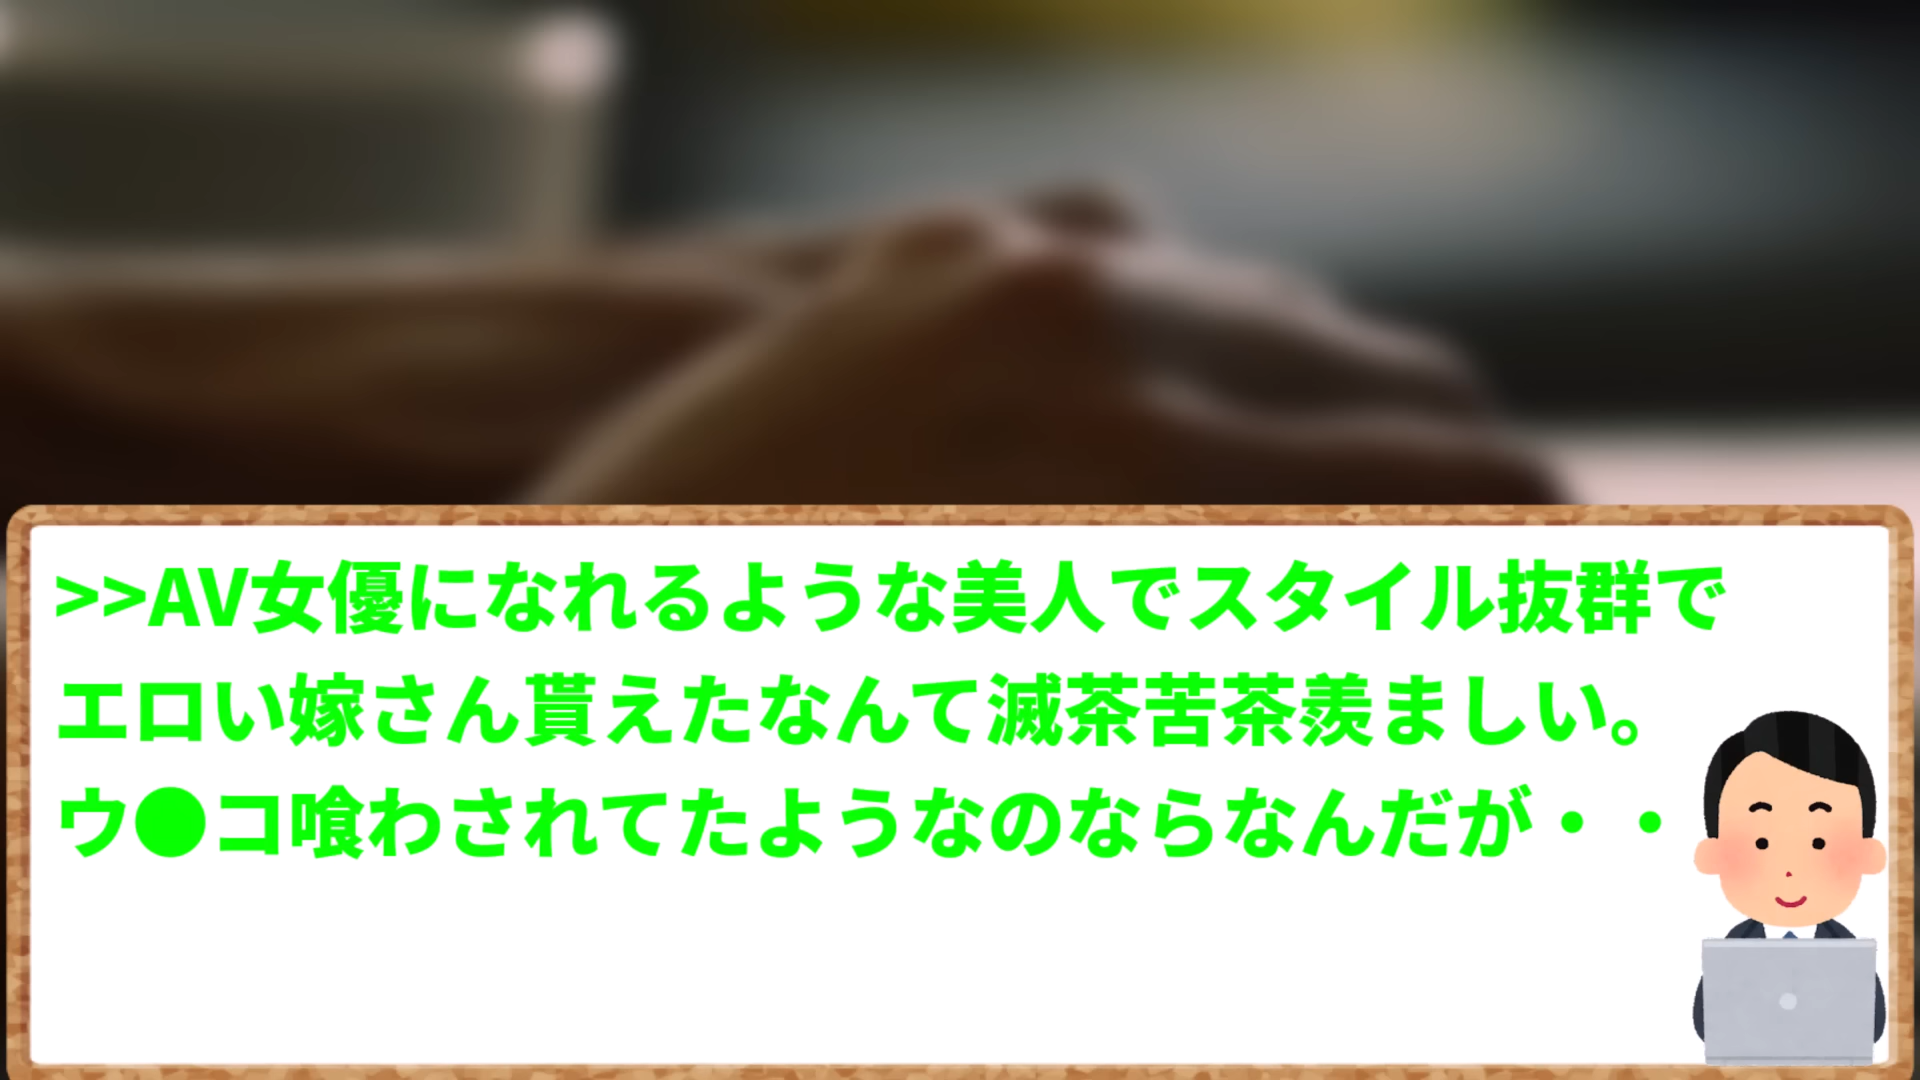 >>AV女優になれるような美人でスタイル抜群で
エロい嫁さん貰えたなんて滅茶苦茶羨ましい。
ウ●コ喰わされてたようなのならなんだが・・